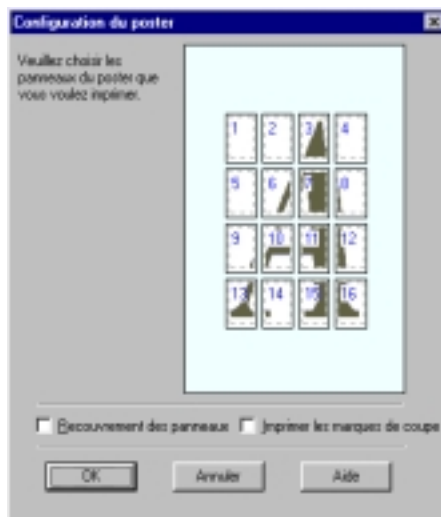 Configuration du poster
Veuillez choisir les
panneaux du poster que
vous voulez imprimer.
1 2 3 4
5 6 7 8
9 10 11 12
13 14 15 16
Recouvrement des panneaux Imprimer les marques de coupe
OK Annuler Aide